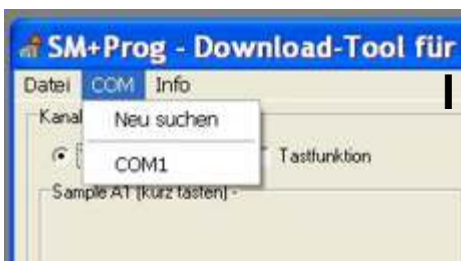 SM+Prog - Download-Tool für
Datei COM Info
Kanal
Neu suchen
Tastfunktion
COM1
Sample A1 (kurz tasten) -